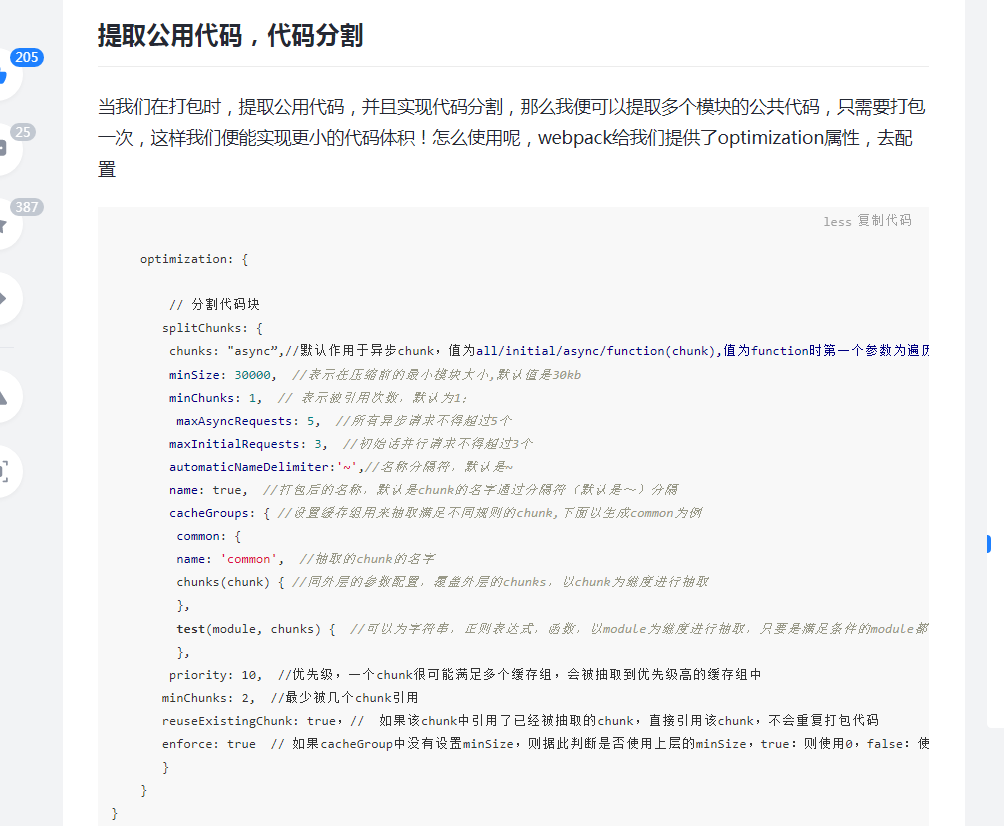 提取公用代码，代码分割
205
当我们在打包时，提取公用代码，并且实现代码分割，那么我便可以提取多个模块的公共代码，只需要打包
一次，这样我们便能实现更小的代码体积！怎么使用呢，webpack给我们提供了optimization属性，去配
置
25
387
less 复制代码
optimization: {
// 分割代码块
splitChunks: {
chunks: "async”,//默认作用于异步chunk，值为all/initial/async/function(chunk),值为function时第一个参数为遍历
minSize: 30000, //表示在压缩前的最小模块大小,默认值是30kb
minChunks: 1, // 表示被引用次数，默认为1；
maxAsyncRequests: 5, //所有异步请求不得超过5个
maxInitialRequests: 3, //初始话并行请求不得超过3个
automaticNameDelimiter:'~',//名称分隔符，默认是~
name: true, //打包后的名称，默认是chunk的名字通过分隔符（默认是～）分隔
cacheGroups: { //设置缓存组用来抽取满足不同规则的chunk,下面以生成common为例
common: {
name: 'common', //抽取的chunk的名字
chunks(chunk) { //同外层的参数配置，覆盖外层的chunks，以chunk为维度进行抽取
},
test(module, chunks) { //可以为字符串，正则表达式，函数，以module为维度进行抽取，只要是满足条件的module都
},
priority: 10, //优先级，一个chunk很可能满足多个缓存组，会被抽取到优先级高的缓存组中
minChunks: 2, //最少被几个chunk引用
reuseExistingChunk: true，// 如果该chunk中引用了已经被抽取的chunk，直接引用该chunk，不会重复打包代码
enforce: true // 如果cacheGroup中没有设置minSize，则据此判断是否使用上层的minSize，true：则使用0，false：使
}
}
}